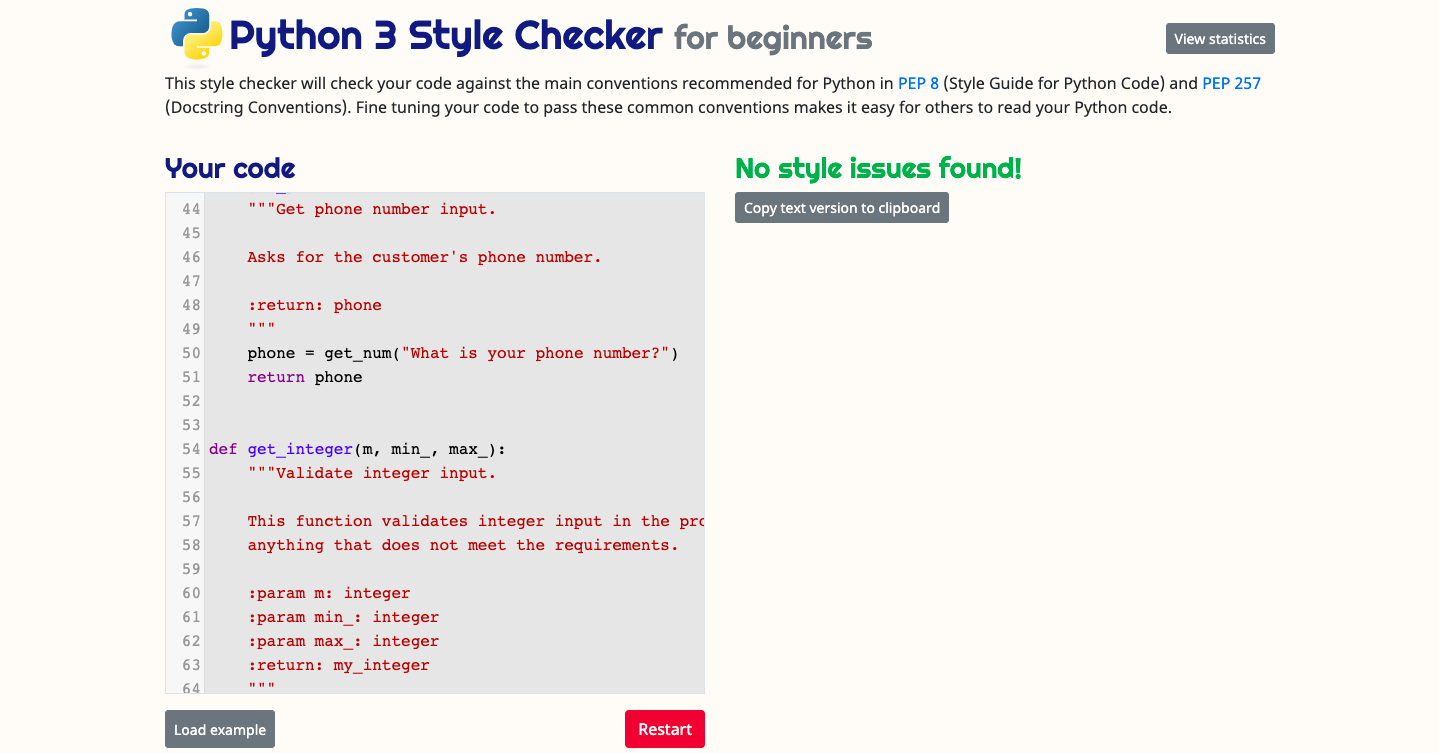 Python 3 Style Checker for beginners
View statistics
This style checker will check your code against the main conventions recommended for Python in PEP 8 (Style Guide for Python Code) and PEP 257
(Docstring Conventions). Fine tuning your code to pass these common conventions makes it easy for others to read your Python code.
Your code
44     """Get phone number input.
45
46     Asks for the customer's phone number.
47
48     :return: phone
49     """
50     phone = get_num("What is your phone number?")
51     return phone
52
53
54 def get_integer(m, min_, max_):
55     """Validate integer input.
56
57     This function validates integer input in the
58     anything that does not meet the requirements.
59
60     :param m: integer
61     :param min_: integer
62     :param max_: integer
63     :return: my_integer
64     """
Load example
Restart
No style issues found!
Copy text version to clipboard